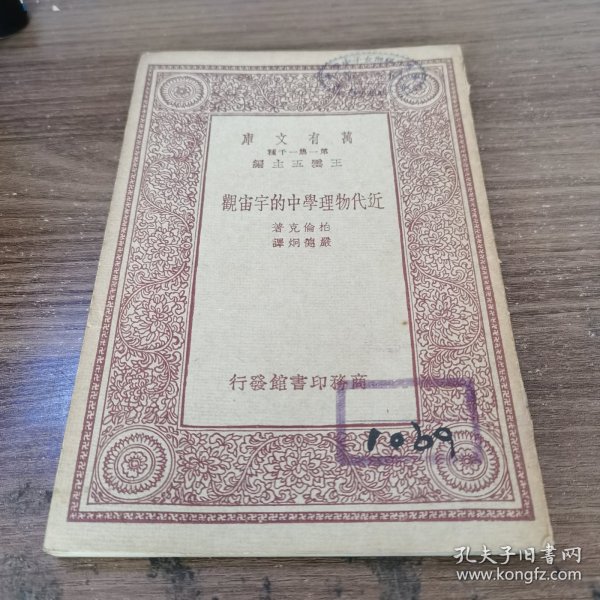 庫文有萬
種千一集一第
編主五雲王
觀宙宇的中學理物代近
著克倫柏
譯炯德嚴
行發館書印務商
1069
孔夫子旧书网
www.kongfz.com